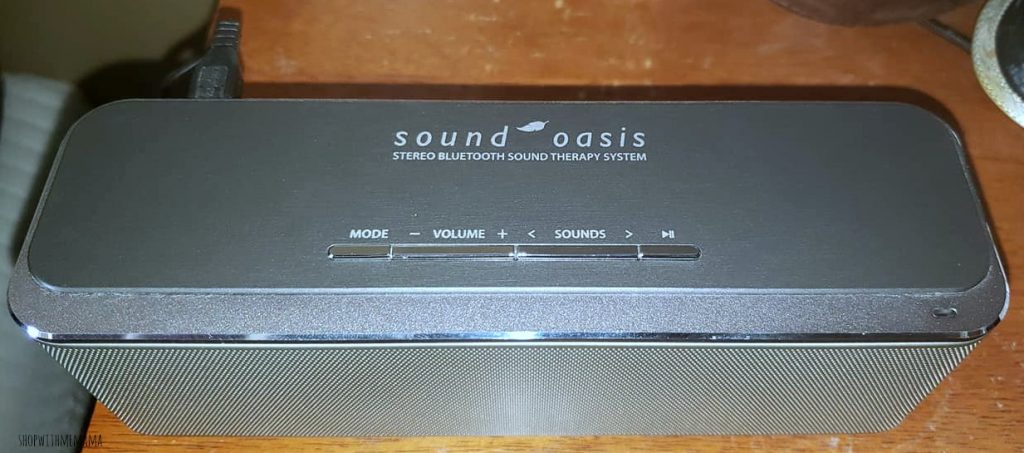 sound oasis
STEREO BLUETOOTH SOUND THERAPY SYSTEM
MODE — VOLUME + < SOUNDS > ▶II
SHOPWITHMEMAMA